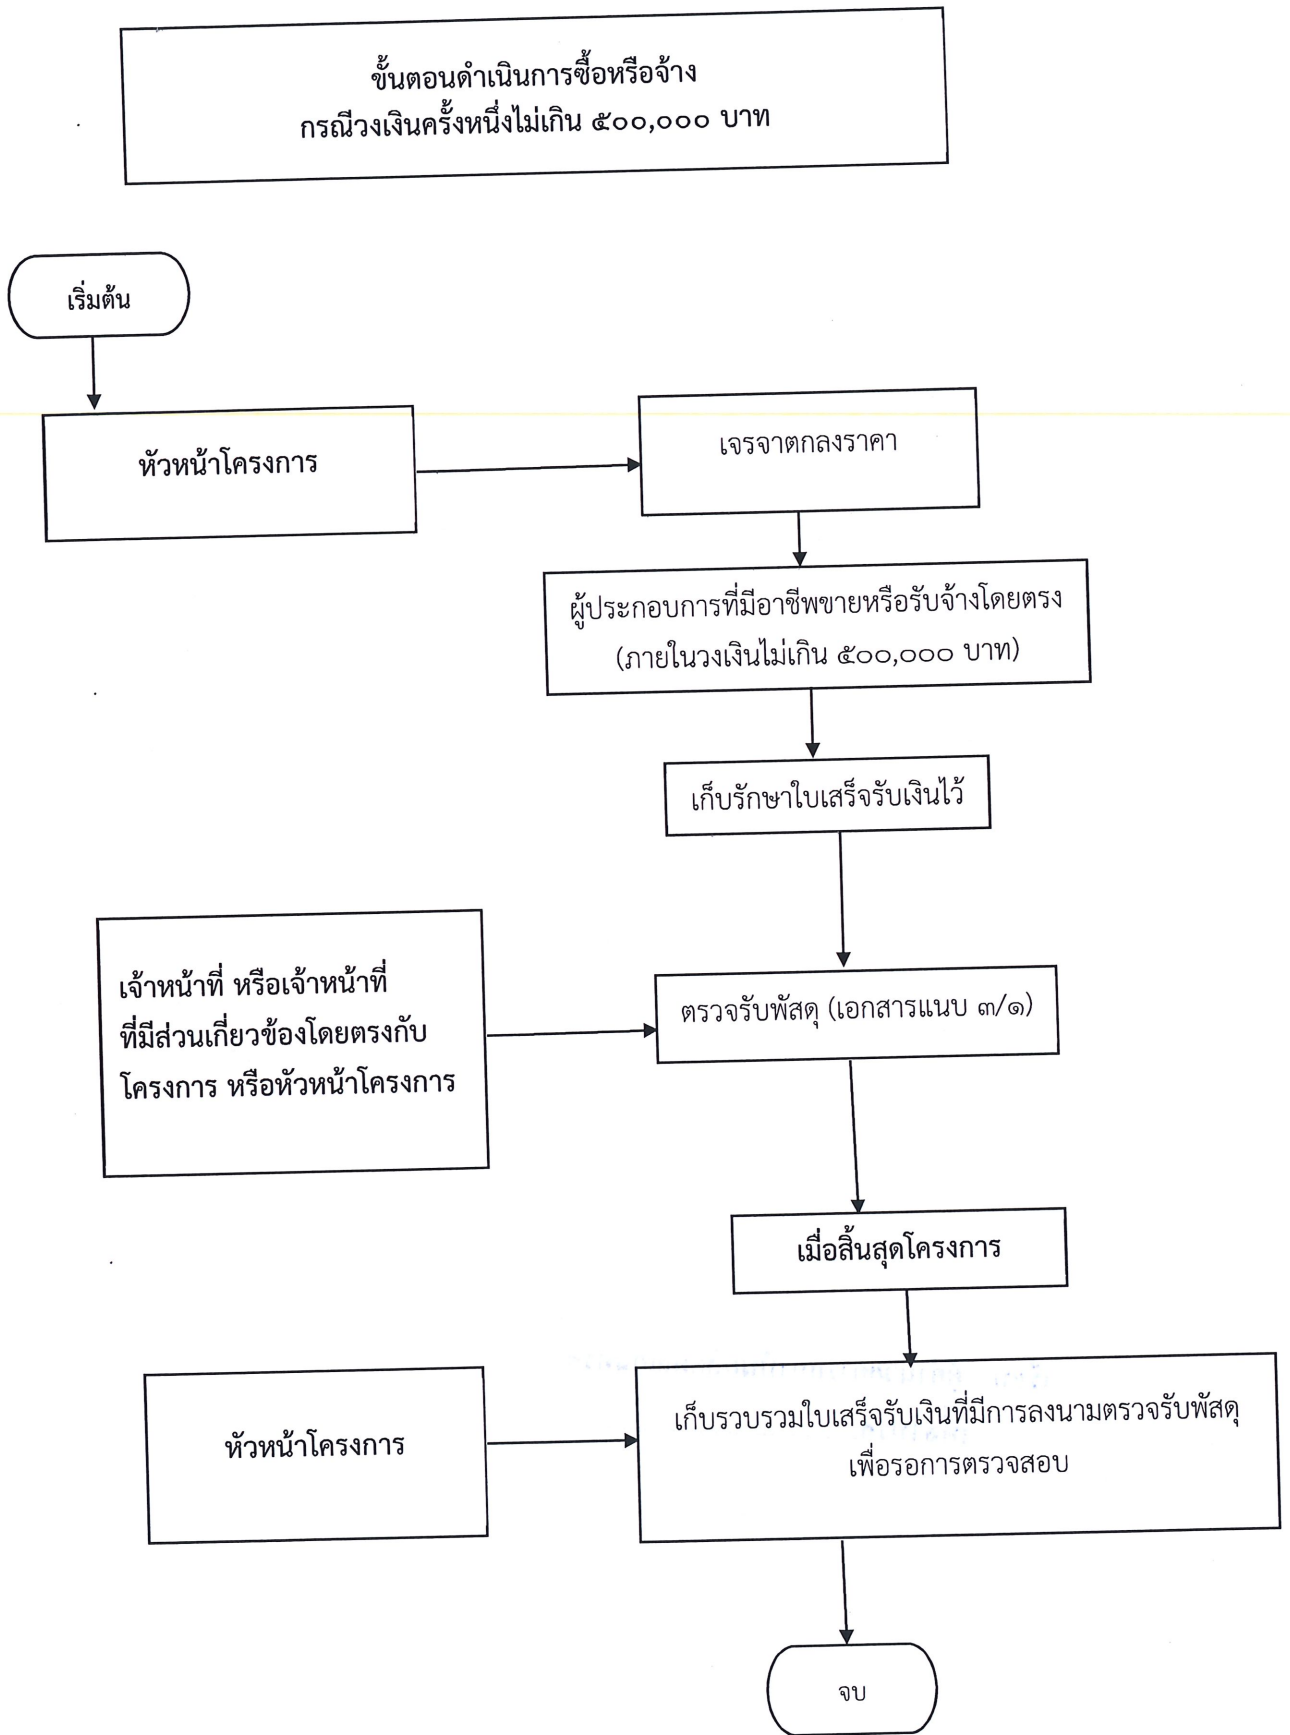 ขั้นตอนดำเนินการซื้อหรือจ้าง
กรณีวงเงินครั้งหนึ่งไม่เกิน ๕๐๐,๐๐๐ บาท
เริ่มต้น
หัวหน้าโครงการ
เจรจาตกลงราคา
ผู้ประกอบการที่มีอาชีพขายหรือรับจ้างโดยตรง
(ภายในวงเงินไม่เกิน ๕๐๐,๐๐๐ บาท)
เก็บรักษาใบเสร็จรับเงินไว้
เจ้าหน้าที่ หรือเจ้าหน้าที่
ที่มีส่วนเกี่ยวข้องโดยตรงกับ
โครงการ หรือหัวหน้าโครงการ
ตรวจรับพัสดุ (เอกสารแนบ ๓/๑)
เมื่อสิ้นสุดโครงการ
หัวหน้าโครงการ
เก็บรวบรวมใบเสร็จรับเงินที่มีการลงนามตรวจรับพัสดุ
เพื่อรอการตรวจสอบ
จบ